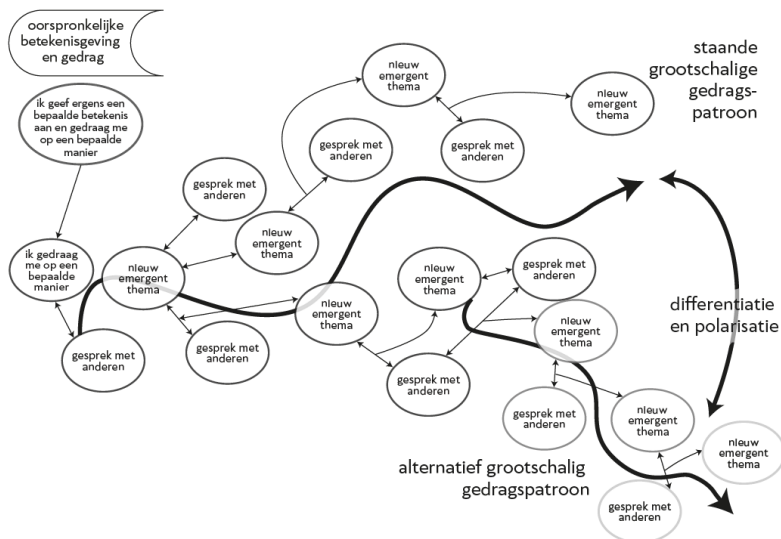 oorspronkelijke
betekenisgeving
en gedrag
ik geef ergens een
bepaalde betekenis
aan en gedraag me
op een bepaalde
manier
ik gedraag
me op een
bepaalde
manier
gesprek met
anderen
nieuw
emergent
thema
gesprek met
anderen
gesprek met
anderen
nieuw
emergent
thema
gesprek met
anderen
nieuw
emergent
thema
gesprek met
anderen
nieuw
emergent
thema
staande
grootschalige
gedrags-
patroon
nieuw
emergent
thema
gesprek met
anderen
nieuw
emergent
thema
gesprek met
anderen
nieuw
emergent
thema
gesprek met
anderen
nieuw
emergent
thema
gesprek met
anderen
nieuw
emergent
thema
differentiatie
en polarisatie
alternatief grootschalig
gedragspatroon